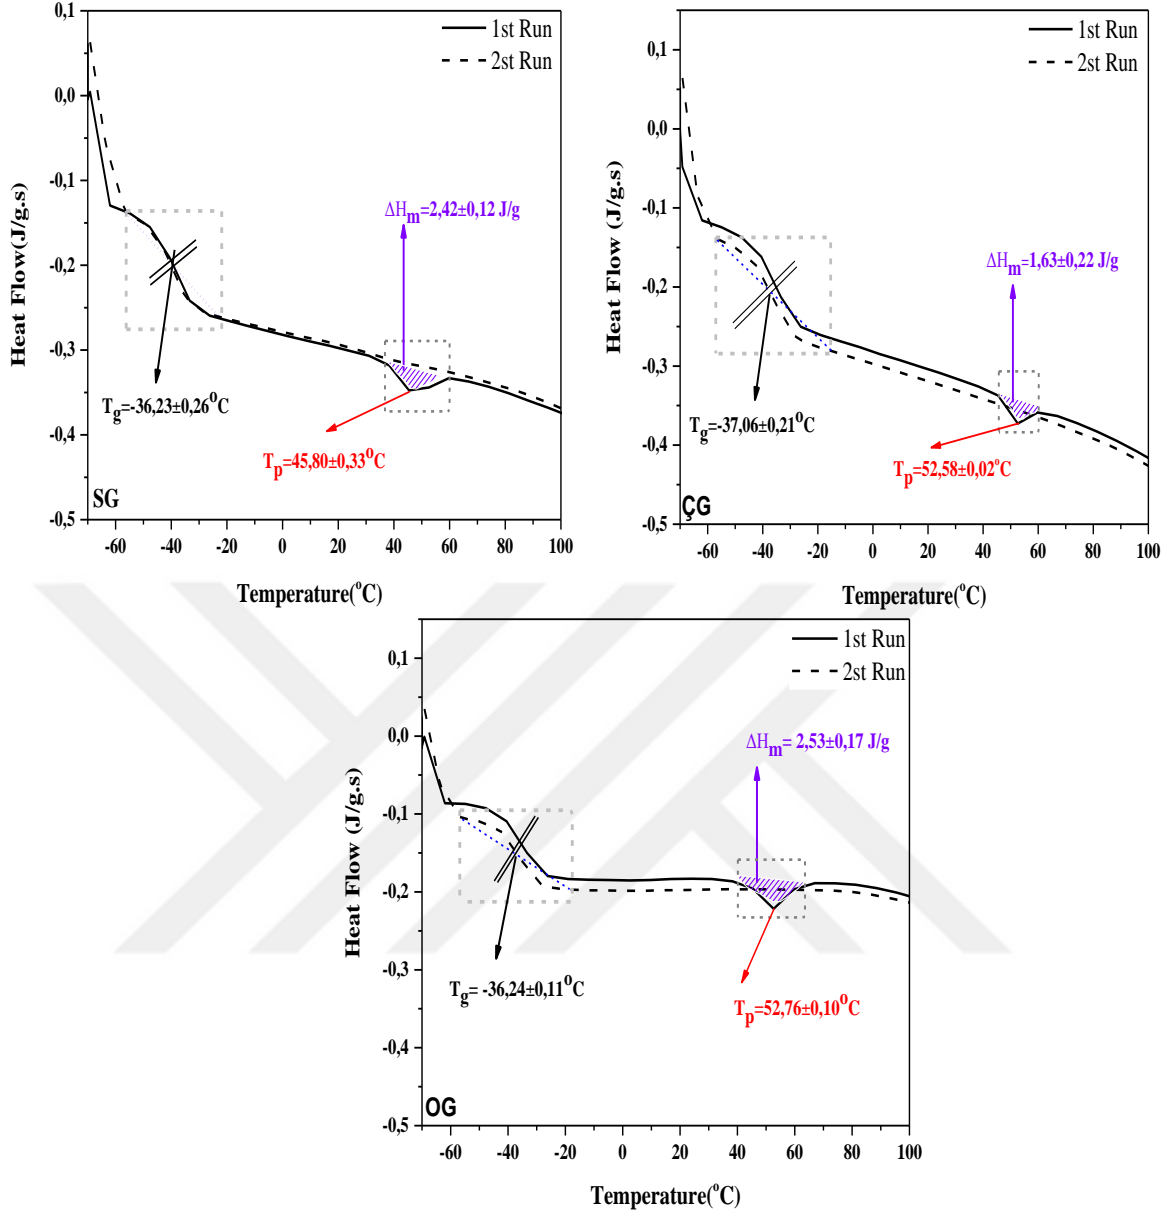 0,1
0,0
-0,1
-0,2
-0,3
-0,4
-0,5
Heat Flow(J/g.s)
1st Run
2st Run
ΔHm=2,42±0,12 J/g
Tg=-36,23±0,26⁰C
Tp=45,80±0,33⁰C
SG
-60 -40 -20 0 20 40 60 80 100
Temperature(⁰C)
0,1
0,0
-0,1
-0,2
-0,3
-0,4
-0,5
Heat Flow (J/g.s)
1st Run
2st Run
ΔHm=1,63±0,22 J/g
Tg=-37,06±0,21⁰C
Tp=52,58±0,02⁰C
ÇG
-60 -40 -20 0 20 40 60 80 100
Temperature(⁰C)
0,1
0,0
-0,1
-0,2
-0,3
-0,4
-0,5
Heat Flow (J/g.s)
1st Run
2st Run
ΔHm= 2,53±0,17 J/g
Tg= -36,24±0,11⁰C
Tp=52,76±0,10⁰C
OG
-60 -40 -20 0 20 40 60 80 100
Temperature(⁰C)